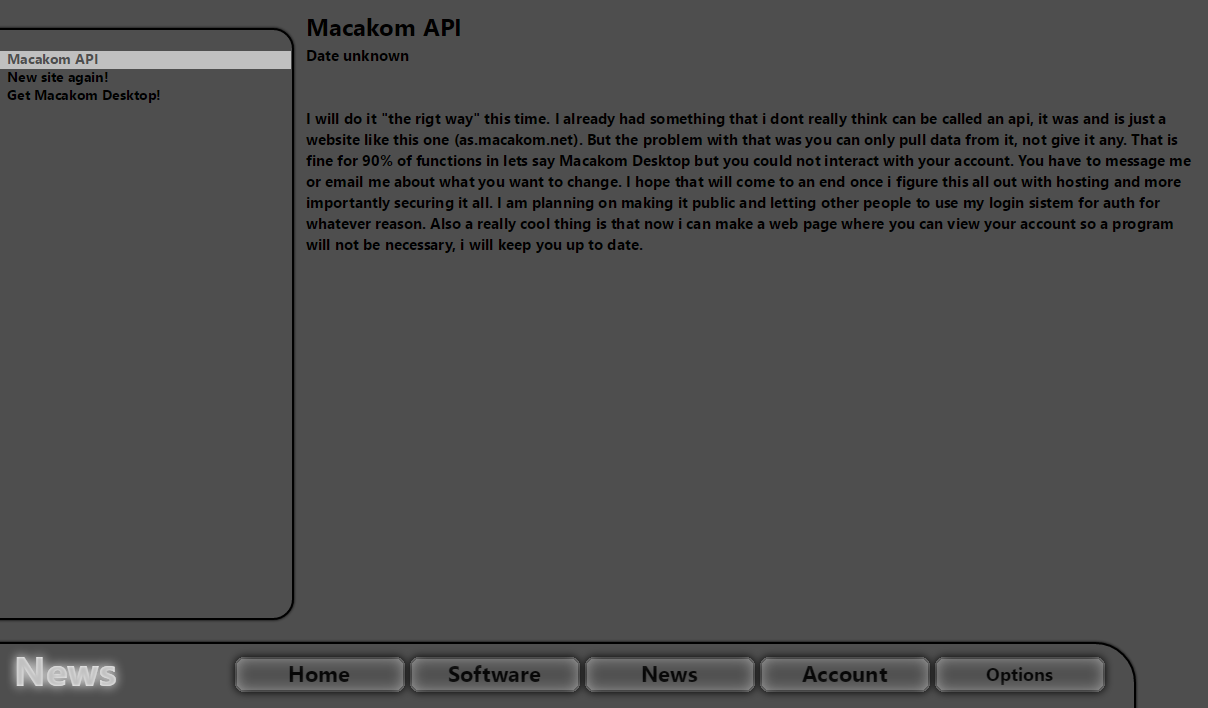 Macakom API
New site again!
Get Macakom Desktop!
Macakom API
Date unknown
I will do it "the rigt way" this time. I already had something that i dont really think can be called an api, it was and is just a
website like this one (as.macakom.net). But the problem with that was you can only pull data from it, not give it any. That is
fine for 90% of functions in lets say Macakom Desktop but you could not interact with your account. You have to message me
or email me about what you want to change. I hope that will come to an end once i figure this all out with hosting and more
importantly securing it all. I am planning on making it public and letting other people to use my login sistem for auth for
whatever reason. Also a really cool thing is that now i can make a web page where you can view your account so a program
will not be necessary, i will keep you up to date.
News
Home
Software
News
Account
Options